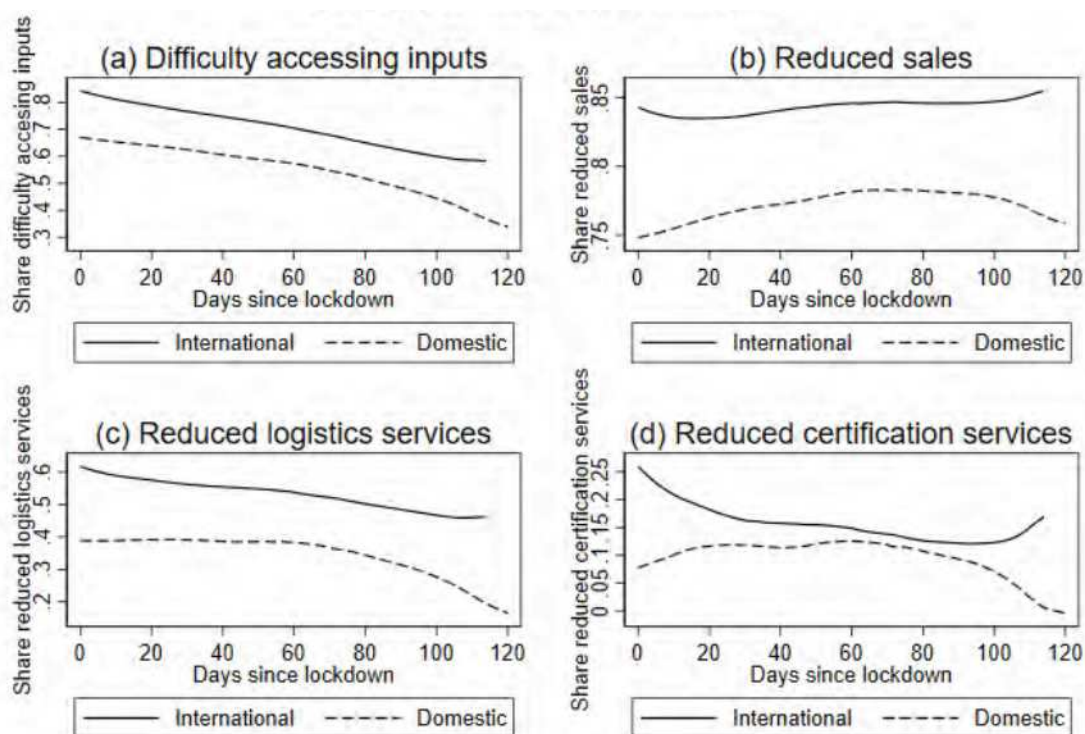 (a) Difficulty accessing inputs
Share difficulty accesing inputs
.3 .4 .5 .6 .7 .8
0 20 40 60 80 100 120
Days since lockdown
International Domestic
(b) Reduced sales
Share reduced sales
.75 .8 .85
0 20 40 60 80 100 120
Days since lockdown
International Domestic
(c) Reduced logistics services
Share reduced logistics services
.2 .3 .4 .5 .6
0 20 40 60 80 100 120
Days since lockdown
International Domestic
(d) Reduced certification services
Share reduced certification services
0 .05 .1 .15 .2 .25
0 20 40 60 80 100 120
Days since lockdown
International Domestic